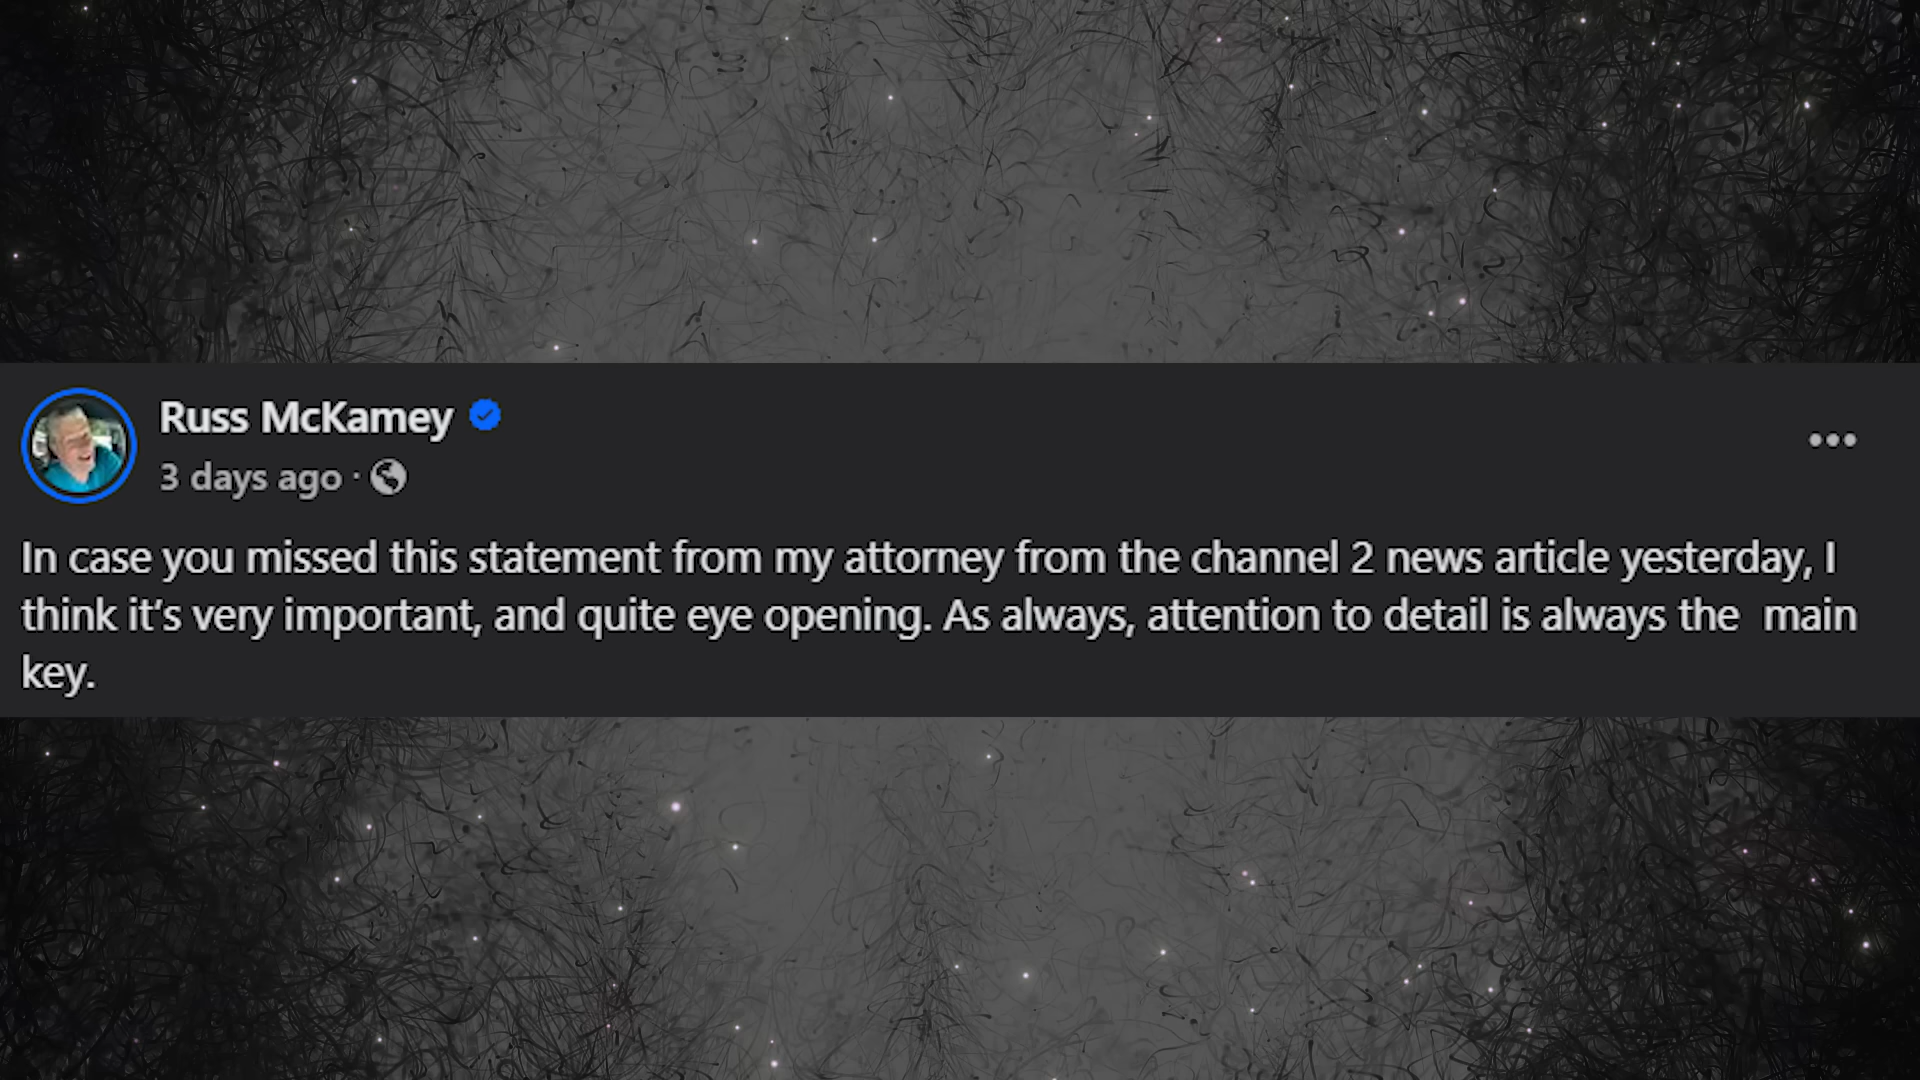 Russ McKamey
3 days ago ·
In case you missed this statement from my attorney from the channel 2 news article yesterday, I
think it's very important, and quite eye opening. As always, attention to detail is always the  main
key.